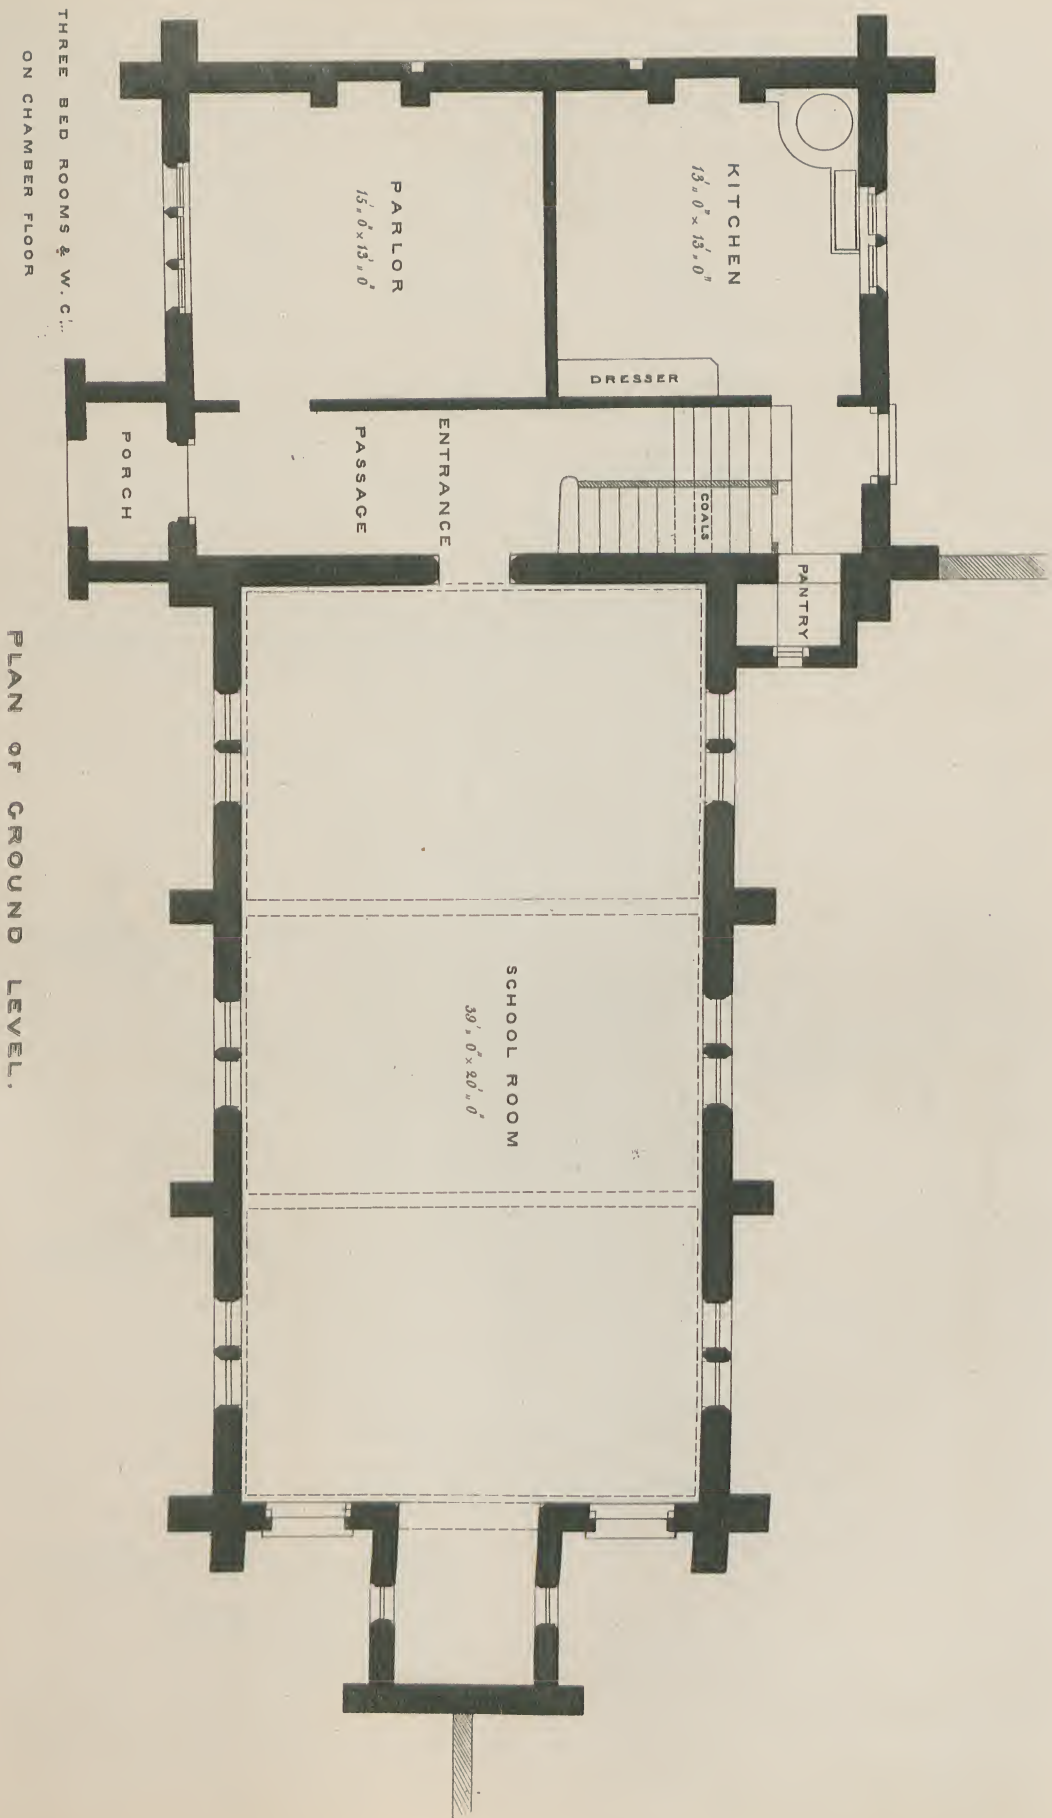 KITCHEN
13'„ 0" × 13'„ 0"
PARLOR
15'„ 0" × 13'„ 0"
DRESSER
COALS
PANTRY
ENTRANCE
PASSAGE
PORCH
SCHOOL ROOM
39'„ 0" × 20'„ 0"
THREE BED ROOMS & W.C'...
ON CHAMBER FLOOR
PLAN OF GROUND LEVEL.